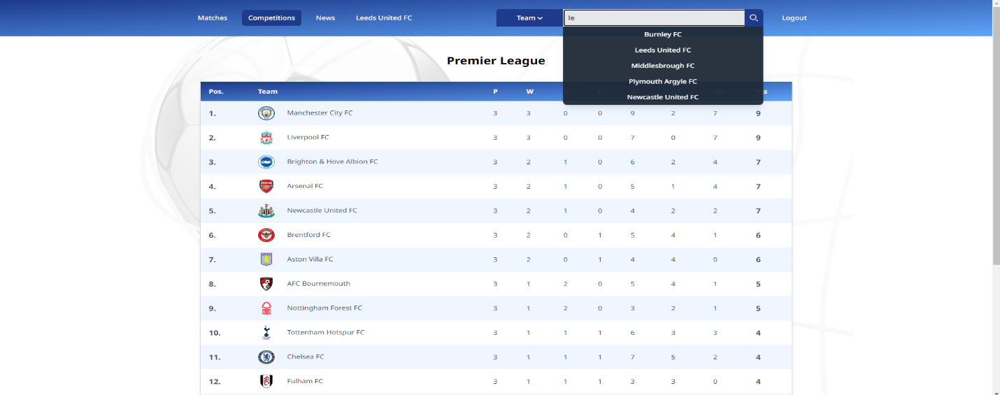 Matches Competitions News Leeds United FC Team le Logout
Burnley FC
Leeds United FC
Middlesbrough FC
Plymouth Argyle FC
Newcastle United FC
Premier League
Pos. Team P W
1. Manchester City FC 3 3 0 0 9 2 7 9
2. Liverpool FC 3 3 0 0 7 0 7 9
3. Brighton & Hove Albion FC 3 2 1 0 6 2 4 7
4. Arsenal FC 3 2 1 0 5 1 4 7
5. Newcastle United FC 3 2 1 0 4 2 2 7
6. Brentford FC 3 2 0 1 5 4 1 6
7. Aston Villa FC 3 2 0 1 4 4 0 6
8. AFC Bournemouth 3 1 2 0 5 4 1 5
9. Nottingham Forest FC 3 1 2 0 3 2 1 5
10. Tottenham Hotspur FC 3 1 1 1 6 3 3 4
11. Chelsea FC 3 1 1 1 7 5 2 4
12. Fulham FC 3 1 1 1 3 3 0 4